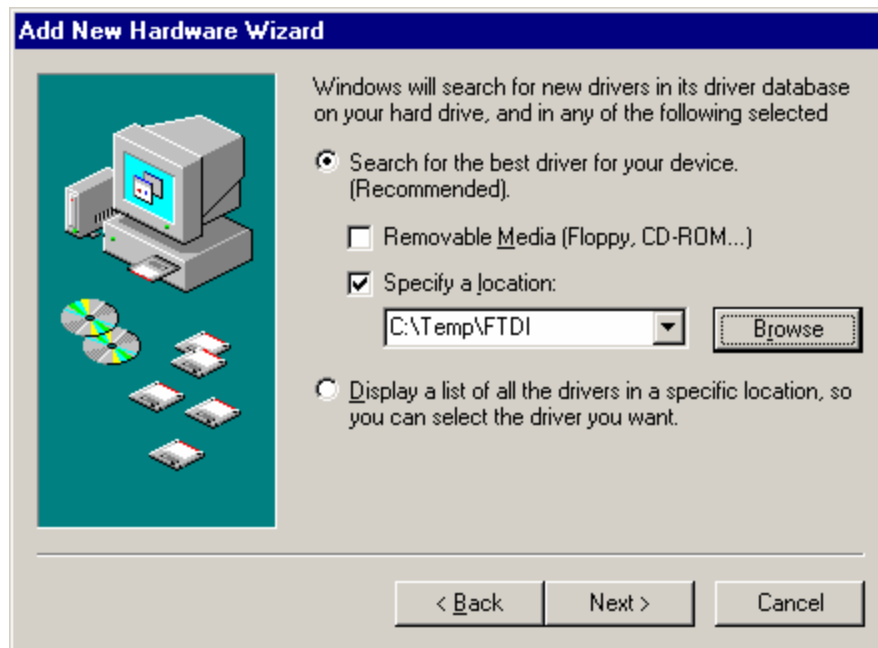 Add New Hardware Wizard
Windows will search for new drivers in its driver database
on your hard drive, and in any of the following selected
Search for the best driver for your device.
(Recommended).
Removable Media (Floppy, CD-ROM...)
Specify a location:
C:\Temp\FTDI
Browse
Display a list of all the drivers in a specific location, so
you can select the driver you want.
< Back
Next >
Cancel